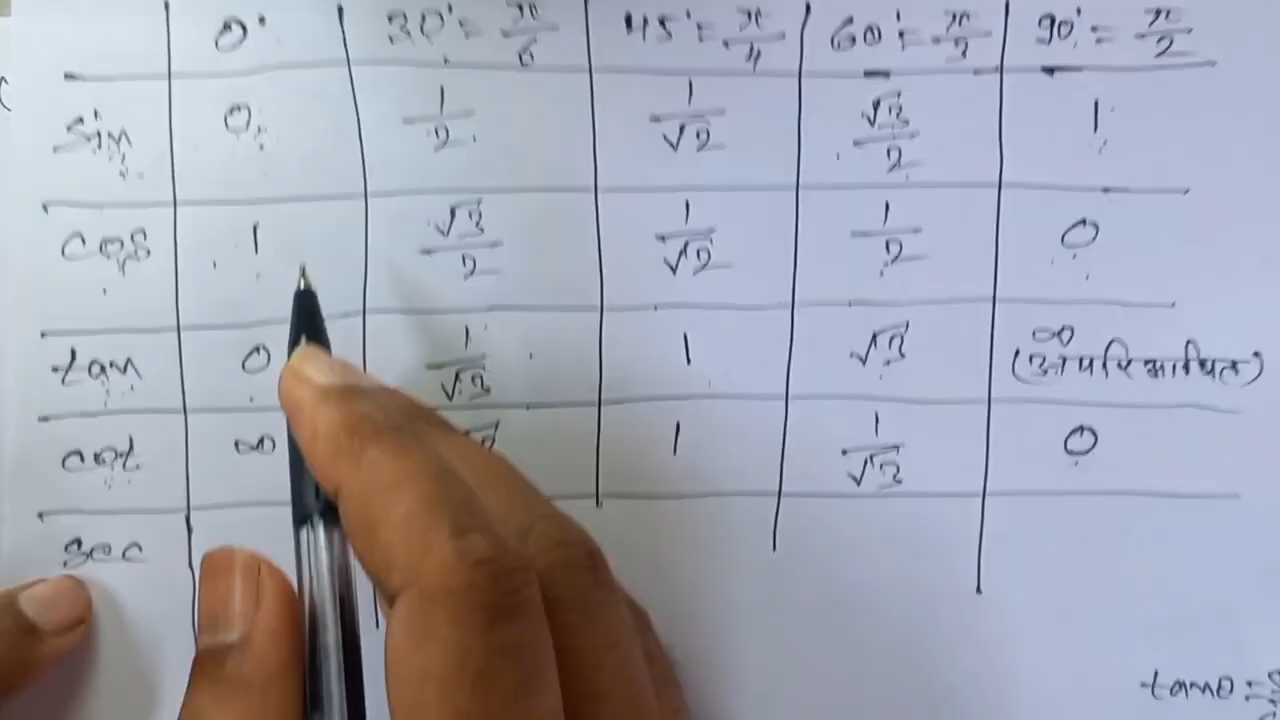 0° 30° = π/6 45° = π/4 60° = π/3 90° = π/2
Sin 0 1/2 1/√2 √3/2 1
cos 1 √3/2 1/√2 1/2 0
tan 0 1/√3 1 √3 ∞
(अपरिभाषित)
cot ∞ 1 1/√3 0
sec
tanθ =